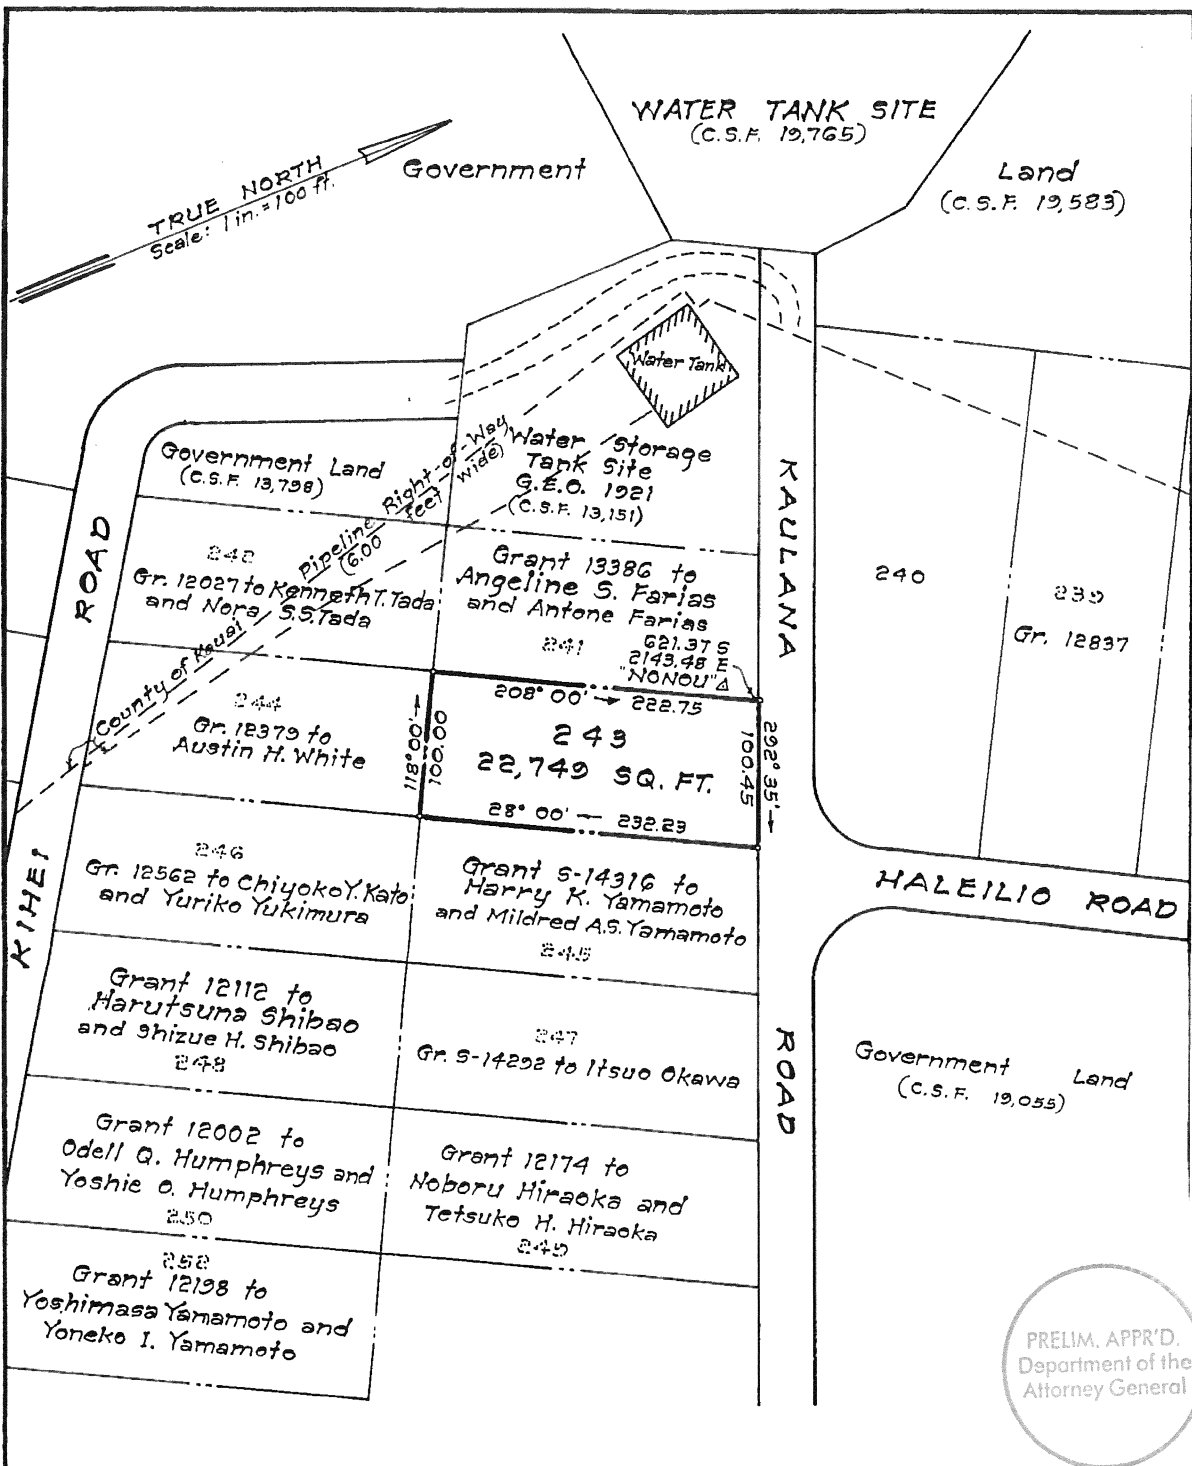 WATER TANK SITE
(C.S.F. 19,765)
Government
Land
(C.S.F. 19,583)
TRUE NORTH
Scale: 1 in. = 100 ft.
Water Tank
Government Land
(C.S.F. 13,798)
Pipeline Right-of-Way
(6.00 feet wide)
County of Kauai
Water Storage
Tank Site
G.E.O. 1921
(C.S.F. 13,151)
KAULANA
ROAD
KIHEI
ROAD
242
Gr. 12027 to Kenneth T. Tada
and Nora S.S. Tada
Grant 13386 to
Angeline S. Farias
and Antone Farias
241
621.37 S
2143.48 E
"NONOU" △
240
239
Gr. 12837
244
Gr. 12379 to
Austin H. White
208° 00' → 222.75
118° 00' →
100.00
243
22,749 SQ. FT.
292° 35' →
100.45
28° 00' — 232.23
246
Gr. 12562 to Chiyoko Y. Kato
and Yuriko Yukimura
Grant S-14316 to
Harry K. Yamamoto
and Mildred A.S. Yamamoto
245
HALEILIO ROAD
Grant 12112 to
Harutsuna Shibao
and Shizue H. Shibao
248
247
Gr. S-14292 to Itsuo Okawa
Government Land
(C.S.F. 19,055)
Grant 12002 to
Odell Q. Humphreys and
Yoshie O. Humphreys
250
Grant 12174 to
Noboru Hiraoka and
Tetsuko H. Hiraoka
249
252
Grant 12198 to
Yoshimasa Yamamoto and
Yoneko I. Yamamoto
PRELIM. APPR'D.
Department of the
Attorney General